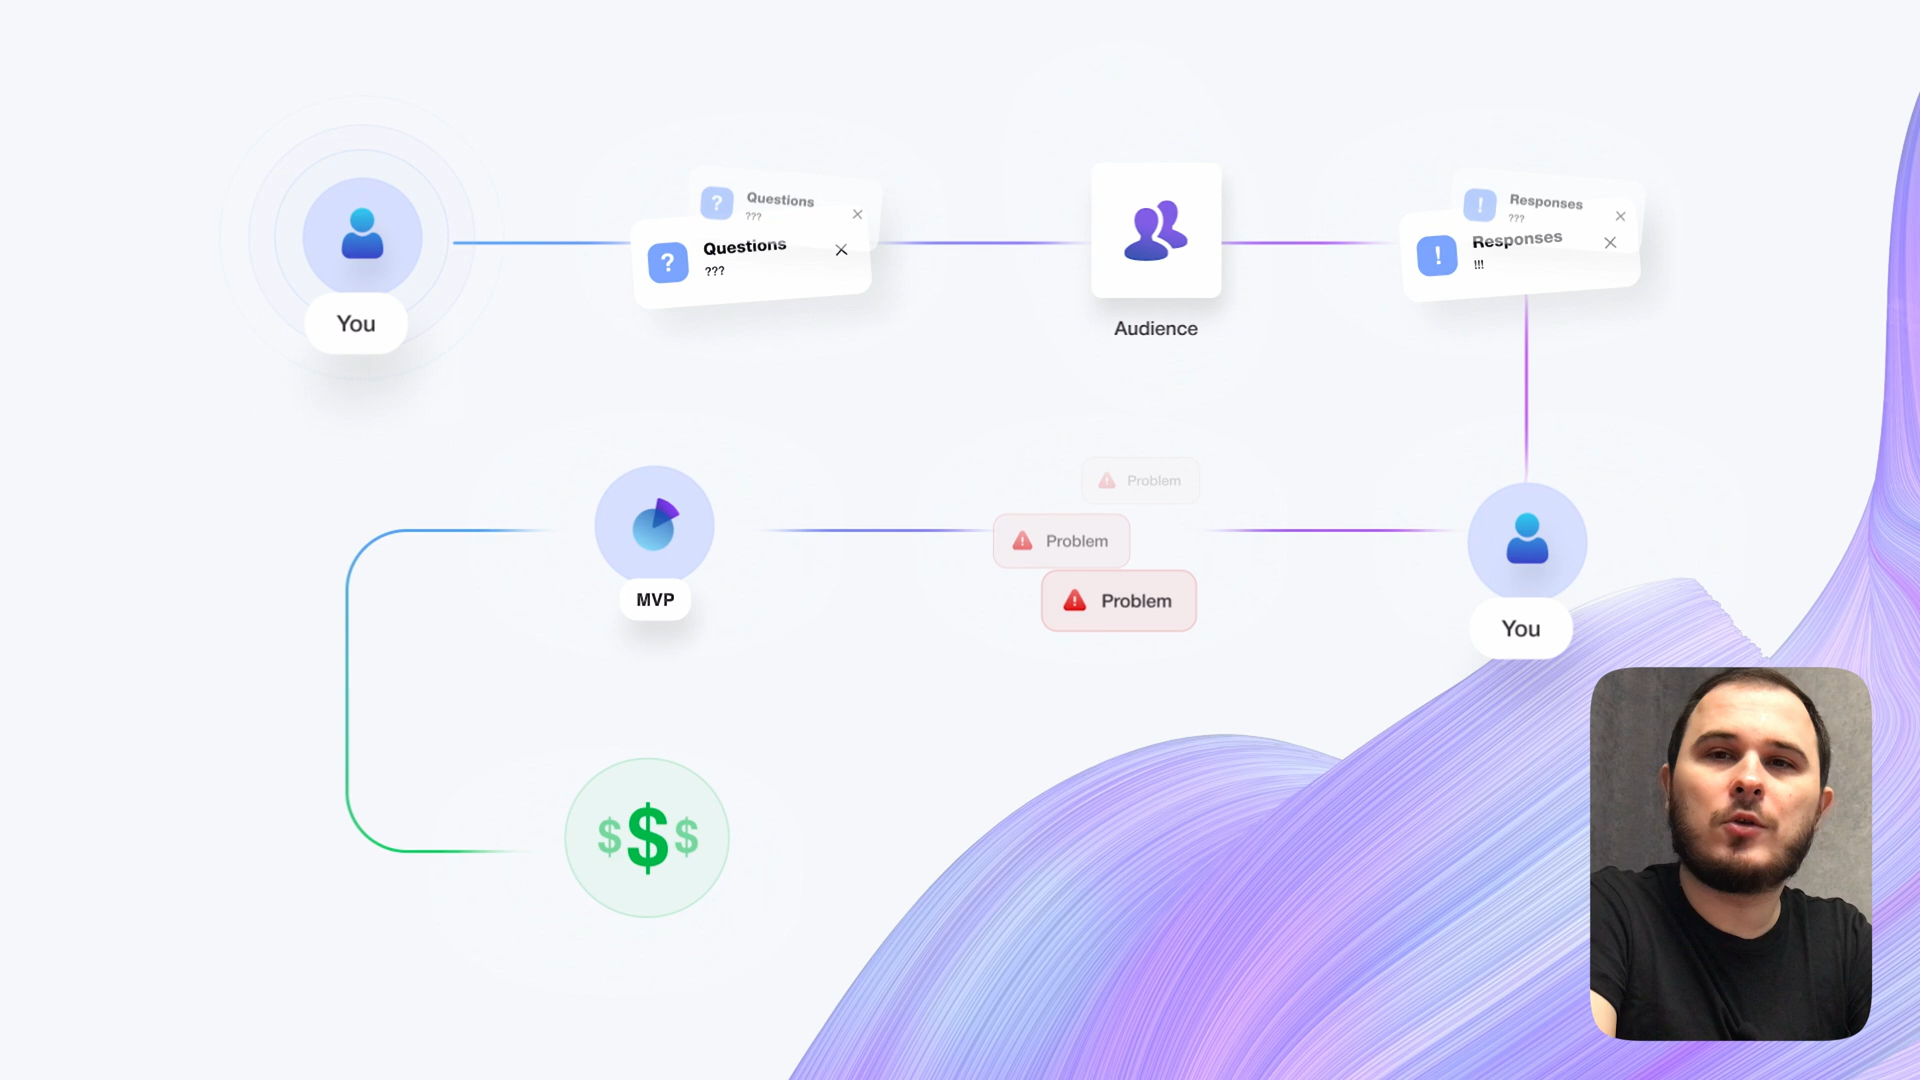 ? Questions
???
? Questions
???
! Responses
???
! Responses
!!!
You
Audience
Problem
Problem
Problem
MVP
You
$ $ $